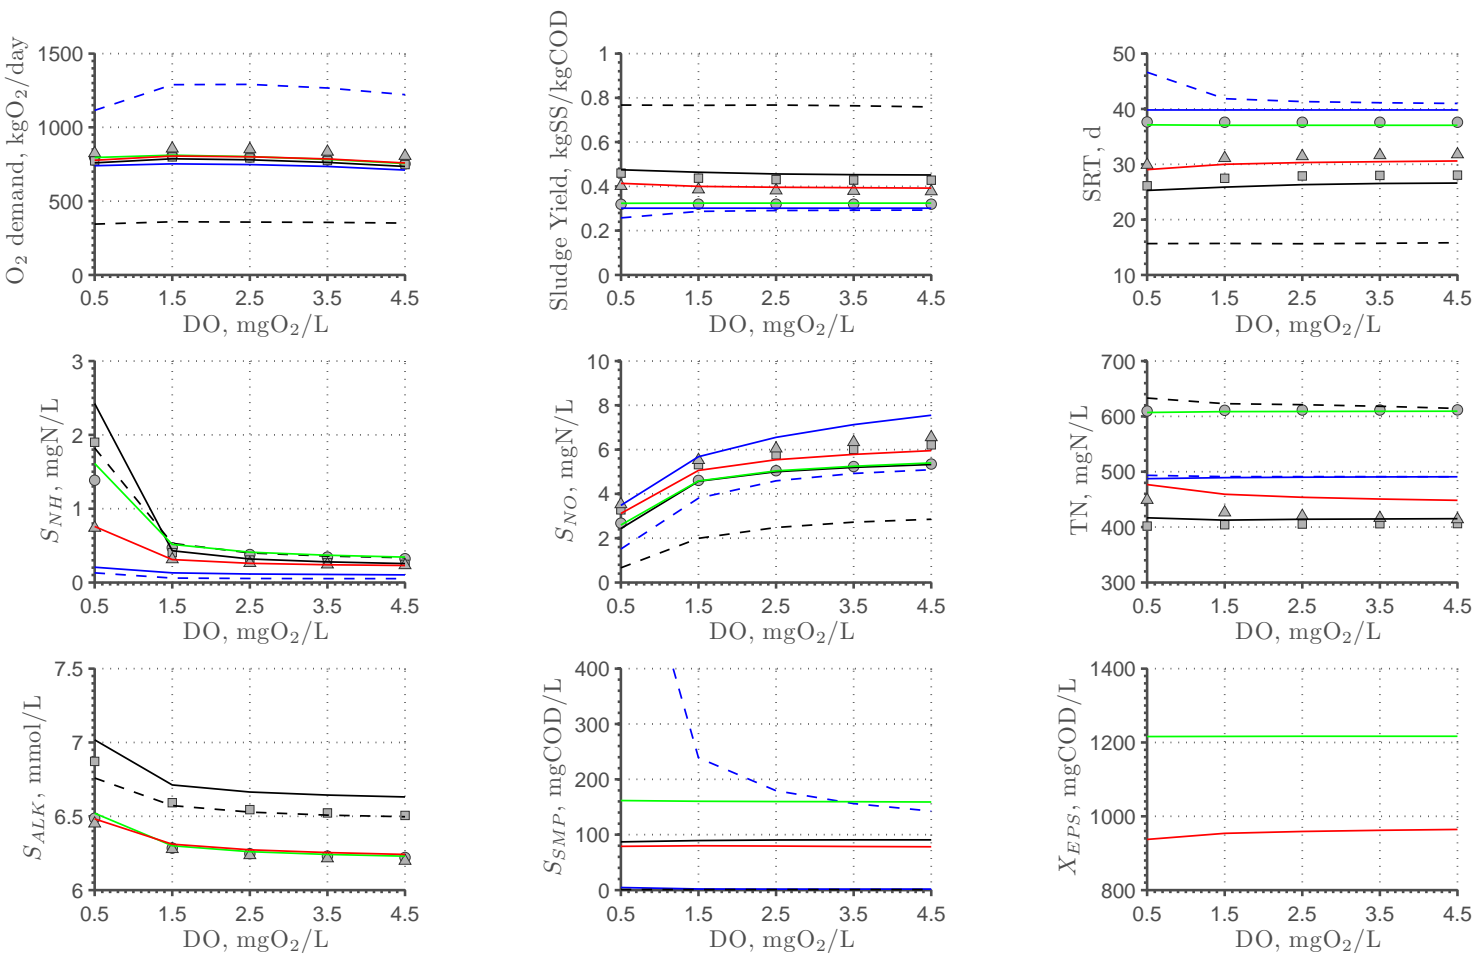 O₂ demand, kgO₂/day
1500
1000
500
0
0.5 1.5 2.5 3.5 4.5
DO, mgO₂/L
Sludge Yield, kgSS/kgCOD
1
0.8
0.6
0.4
0.2
0
0.5 1.5 2.5 3.5 4.5
DO, mgO₂/L
SRT, d
50
40
30
20
10
0.5 1.5 2.5 3.5 4.5
DO, mgO₂/L
S_NH, mgN/L
3
2
1
0
0.5 1.5 2.5 3.5 4.5
DO, mgO₂/L
S_NO, mgN/L
10
8
6
4
2
0
0.5 1.5 2.5 3.5 4.5
DO, mgO₂/L
TN, mgN/L
700
600
500
400
300
0.5 1.5 2.5 3.5 4.5
DO, mgO₂/L
S_ALK, mmol/L
7.5
7
6.5
6
0.5 1.5 2.5 3.5 4.5
DO, mgO₂/L
S_SMP, mgCOD/L
400
300
200
100
0
0.5 1.5 2.5 3.5 4.5
DO, mgO₂/L
X_EPS, mgCOD/L
1400
1200
1000
800
0.5 1.5 2.5 3.5 4.5
DO, mgO₂/L